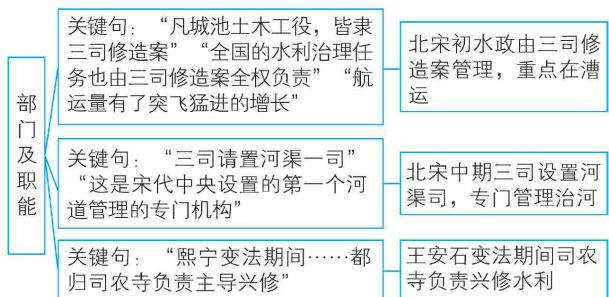 部门及职能
关键句：“凡城池土木工役，皆隶
三司修造案”“全国的水利治理任
务也由三司修造案全权负责”“航
运量有了突飞猛进的增长”
北宋初水政由三司修
造案管理，重点在漕
运
关键句：“三司请置河渠一司”
“这是宋代中央设置的第一个河
道管理的专门机构”
北宋中期三司设置河
渠司，专门管理治河
关键句：“熙宁变法期间……都
归司农寺负责主导兴修”
王安石变法期间司农
寺负责兴修水利